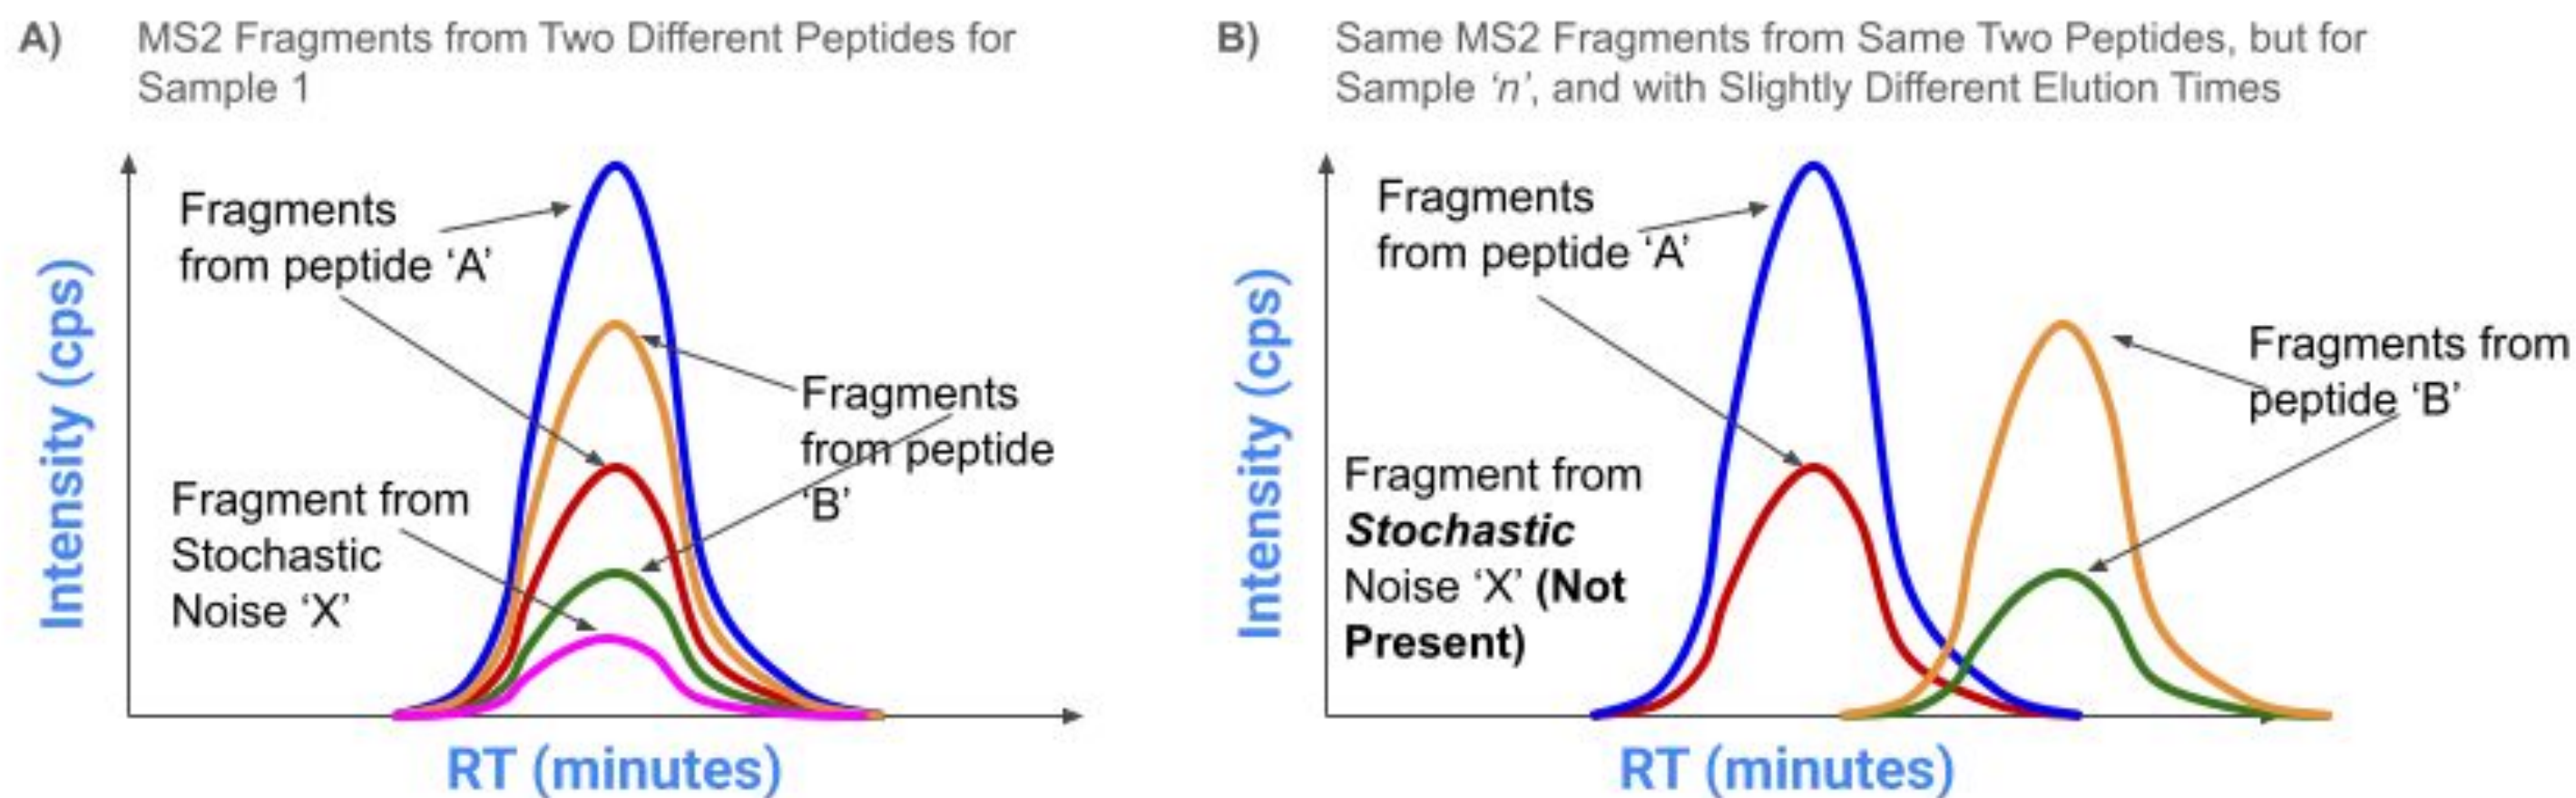 A)
MS2 Fragments from Two Different Peptides for
Sample 1
Intensity (cps)
Fragments
from peptide ‘A’
Fragments
from peptide
‘B’
Fragment from
Stochastic
Noise ‘X’
RT (minutes)
B)
Same MS2 Fragments from Same Two Peptides, but for
Sample ‘n’, and with Slightly Different Elution Times
Intensity (cps)
Fragments
from peptide ‘A’
Fragments from
peptide ‘B’
Fragment from
Stochastic
Noise ‘X’ (Not
Present)
RT (minutes)